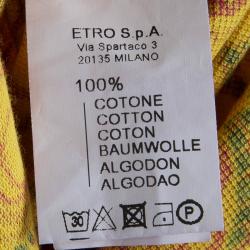 ETRO S.p.A.
Via Spartaco 3
20135 MILANO
100%
COTONE
COTTON
COTON
BAUMWOLLE
ALGODON
ALGODAO
30
P